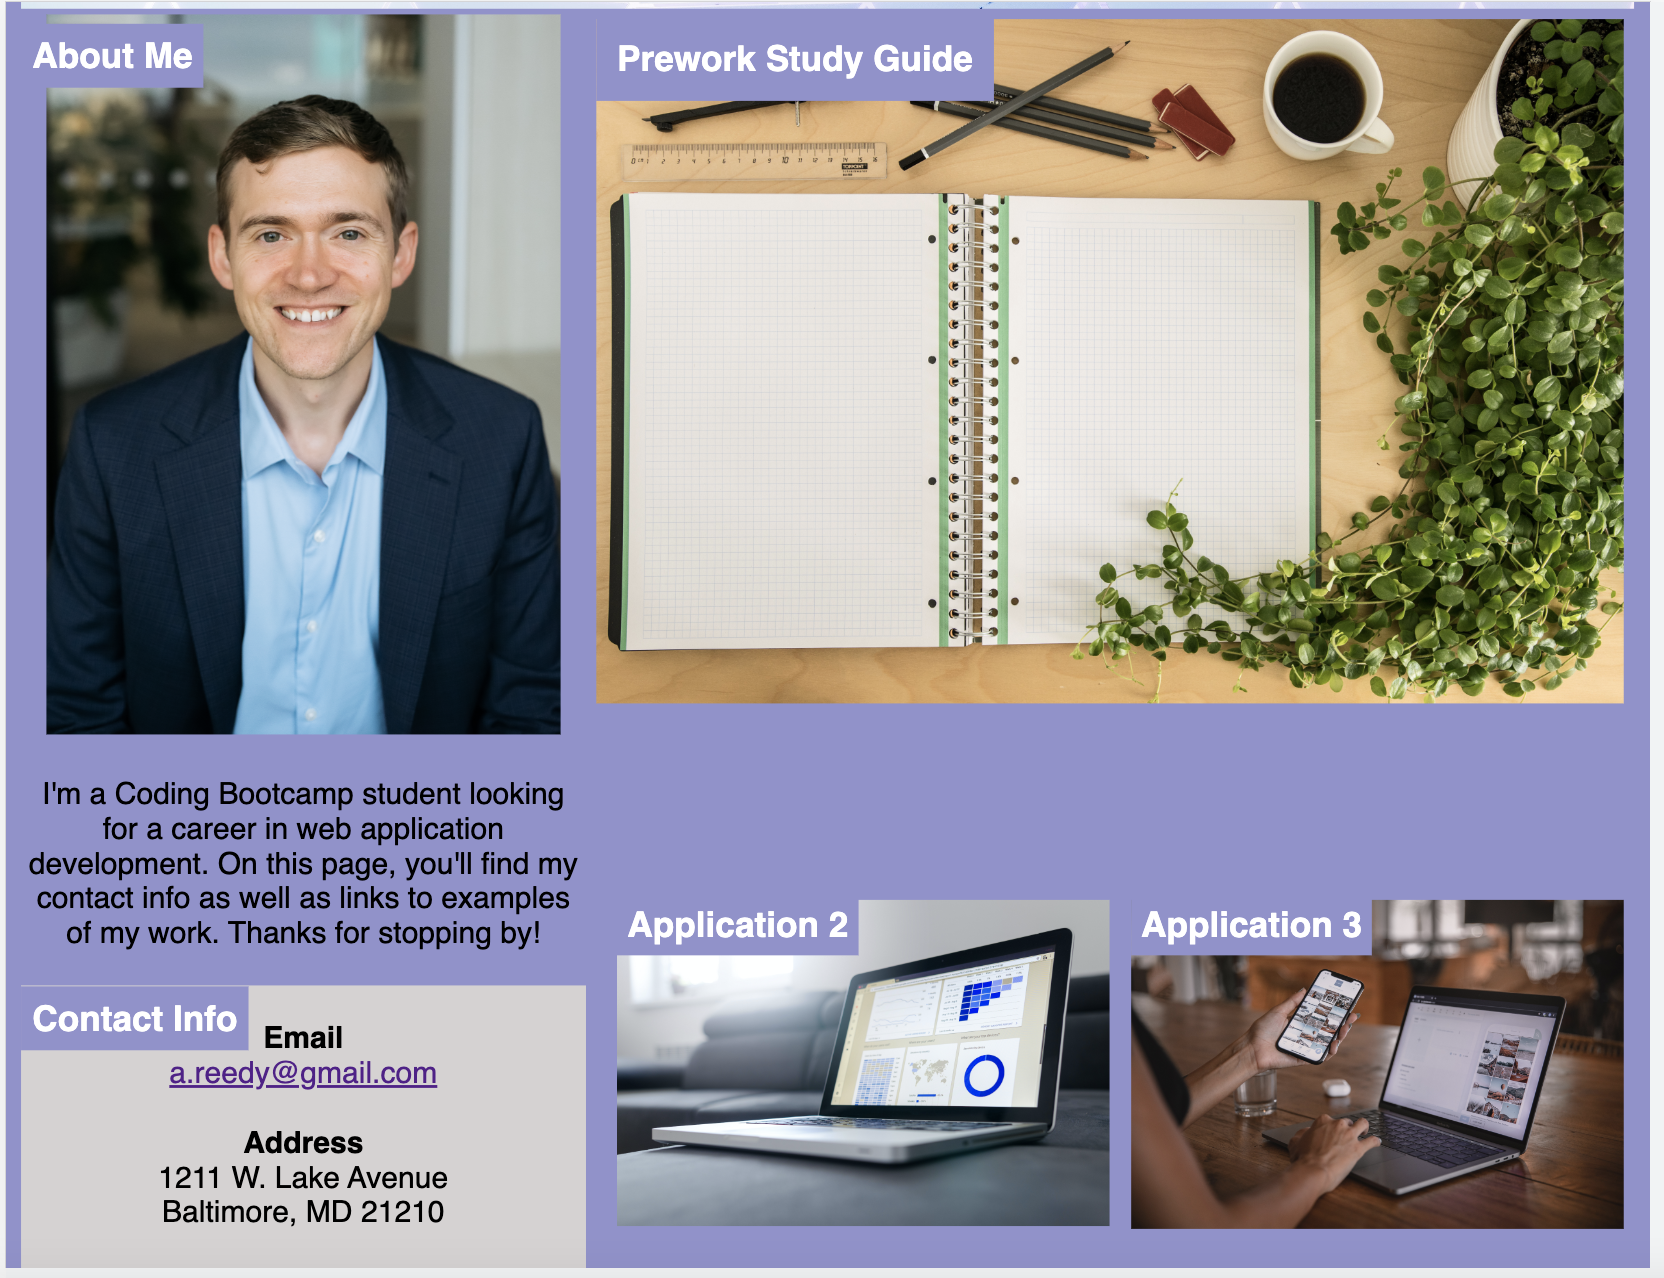 About Me
Prework Study Guide
I'm a Coding Bootcamp student looking
for a career in web application
development. On this page, you'll find my
contact info as well as links to examples
of my work. Thanks for stopping by!
Contact Info
Email
a.reedy@gmail.com
Address
1211 W. Lake Avenue
Baltimore, MD 21210
Application 2
Application 3